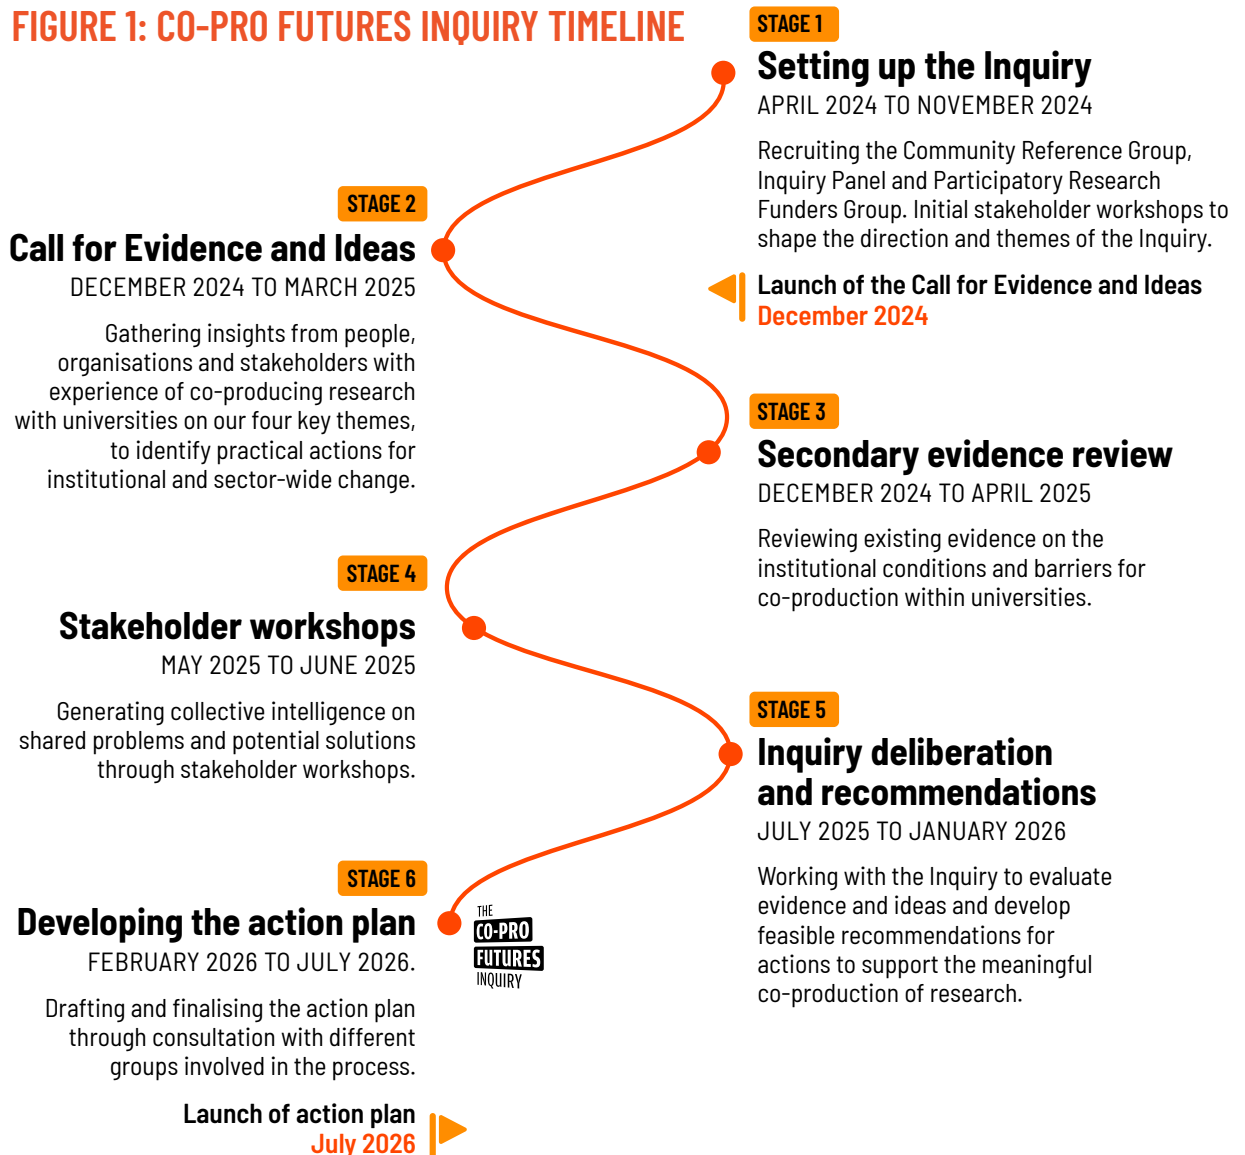 FIGURE 1: CO-PRO FUTURES INQUIRY TIMELINE
STAGE 1
Setting up the Inquiry
APRIL 2024 TO NOVEMBER 2024
Recruiting the Community Reference Group,
Inquiry Panel and Participatory Research
Funders Group. Initial stakeholder workshops to
shape the direction and themes of the Inquiry.
Launch of the Call for Evidence and Ideas
December 2024
STAGE 2
Call for Evidence and Ideas
DECEMBER 2024 TO MARCH 2025
Gathering insights from people,
organisations and stakeholders with
experience of co-producing research
with universities on our four key themes,
to identify practical actions for
institutional and sector-wide change.
STAGE 3
Secondary evidence review
DECEMBER 2024 TO APRIL 2025
Reviewing existing evidence on the
institutional conditions and barriers for
co-production within universities.
STAGE 4
Stakeholder workshops
MAY 2025 TO JUNE 2025
Generating collective intelligence on
shared problems and potential solutions
through stakeholder workshops.
STAGE 5
Inquiry deliberation
and recommendations
JULY 2025 TO JANUARY 2026
Working with the Inquiry to evaluate
evidence and ideas and develop
feasible recommendations for
actions to support the meaningful
co-production of research.
STAGE 6
Developing the action plan
FEBRUARY 2026 TO JULY 2026.
Drafting and finalising the action plan
through consultation with different
groups involved in the process.
Launch of action plan
July 2026
THE
CO-PRO
FUTURES
INQUIRY